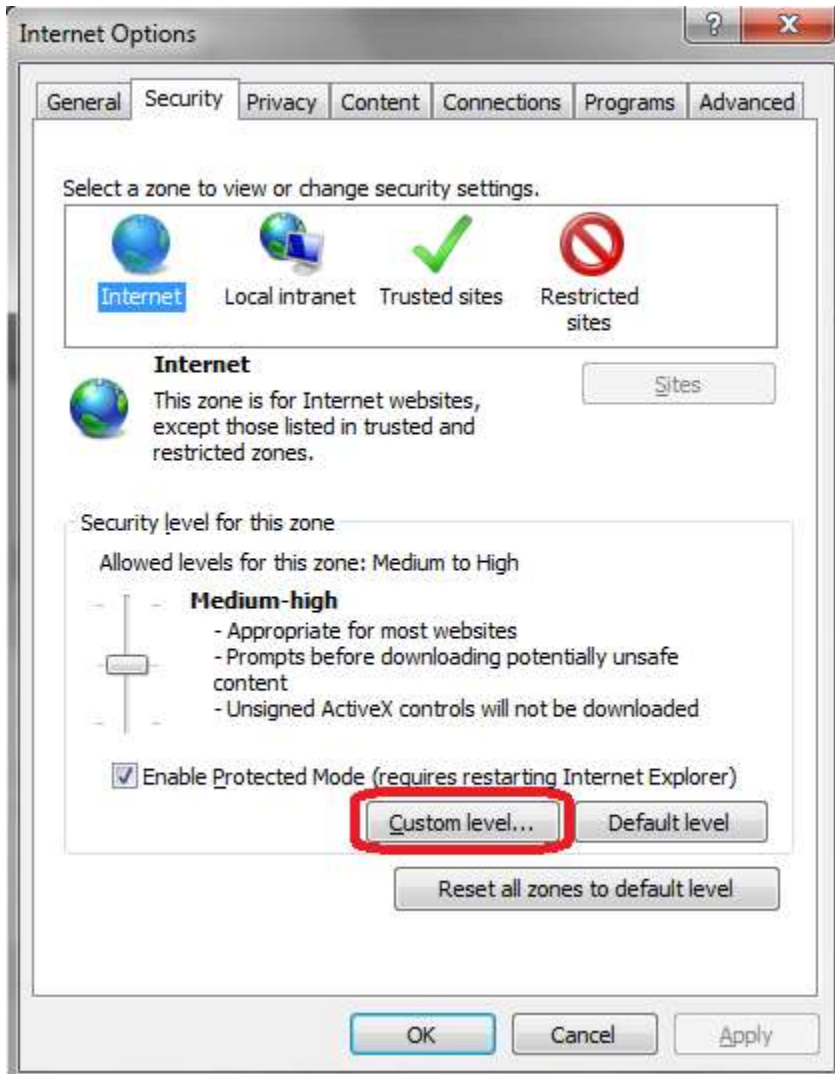 Internet Options
?
X
General Security Privacy Content Connections Programs Advanced
Select a zone to view or change security settings.
Internet Local intranet Trusted sites Restricted
sites
Internet
Sites
This zone is for Internet websites,
except those listed in trusted and
restricted zones.
Security level for this zone
Allowed levels for this zone: Medium to High
Medium-high
- Appropriate for most websites
- Prompts before downloading potentially unsafe
content
- Unsigned ActiveX controls will not be downloaded
Enable Protected Mode (requires restarting Internet Explorer)
Custom level... Default level
Reset all zones to default level
OK Cancel Apply